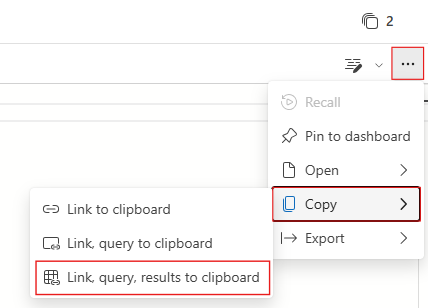 2
...
Recall
Pin to dashboard
Open
Copy
Export
Link to clipboard
Link, query to clipboard
Link, query, results to clipboard